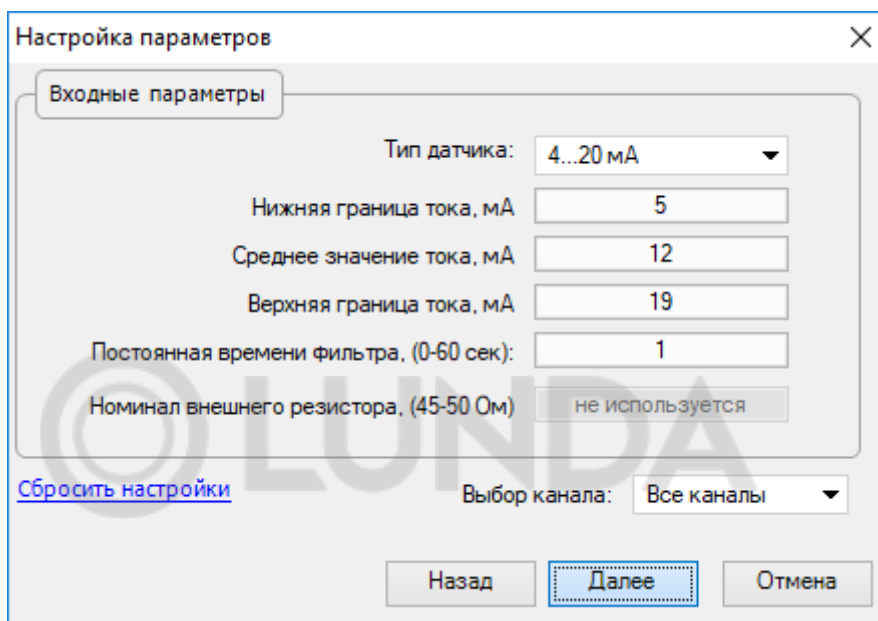 Настройка параметров
Входные параметры
Тип датчика: 4...20 мА
Нижняя граница тока, мА 5
Среднее значение тока, мА 12
Верхняя граница тока, мА 19
Постоянная времени фильтра, (0-60 сек): 1
Номинал внешнего резистора, (45-50 Ом) не используется
LUNDA
Сбросить настройки Выбор канала: Все каналы
Назад Далее Отмена